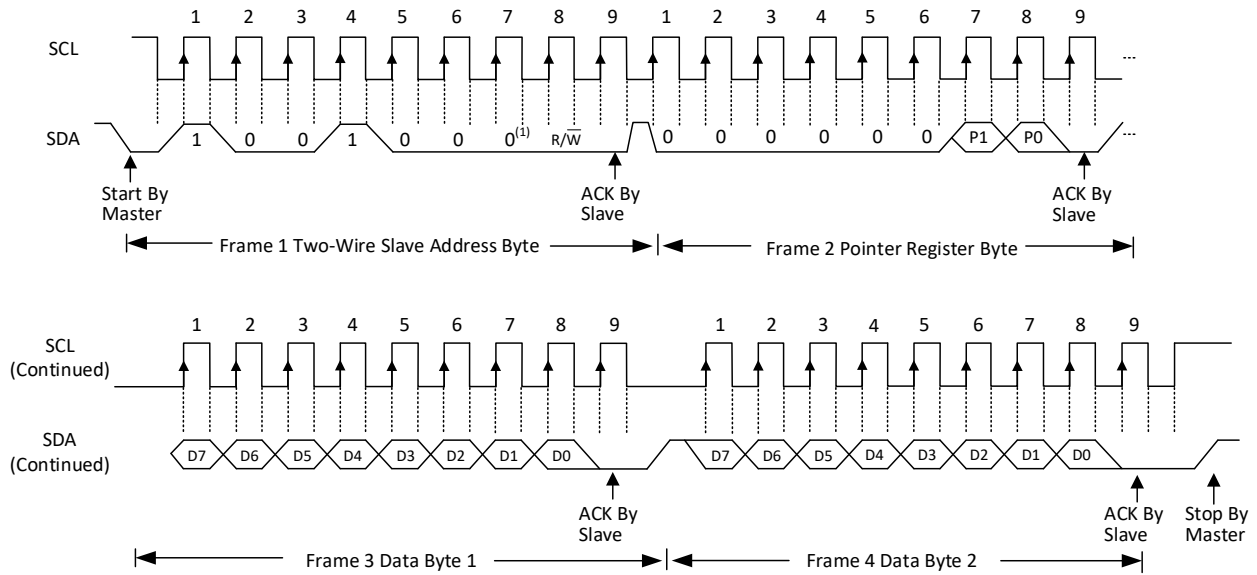 1 2 3 4 5 6 7 8 9 1 2 3 4 5 6 7 8 9
SCL ...
SDA 1 0 0 1 0 0 0(1) R/W̅ 0 0 0 0 0 0 P1 P0 ...
Start By
Master
ACK By
Slave
ACK By
Slave
Frame 1 Two-Wire Slave Address Byte
Frame 2 Pointer Register Byte
1 2 3 4 5 6 7 8 9 1 2 3 4 5 6 7 8 9
SCL
(Continued)
SDA
(Continued)
D7 D6 D5 D4 D3 D2 D1 D0 D7 D6 D5 D4 D3 D2 D1 D0
ACK By
Slave
ACK By
Slave
Stop By
Master
Frame 3 Data Byte 1
Frame 4 Data Byte 2